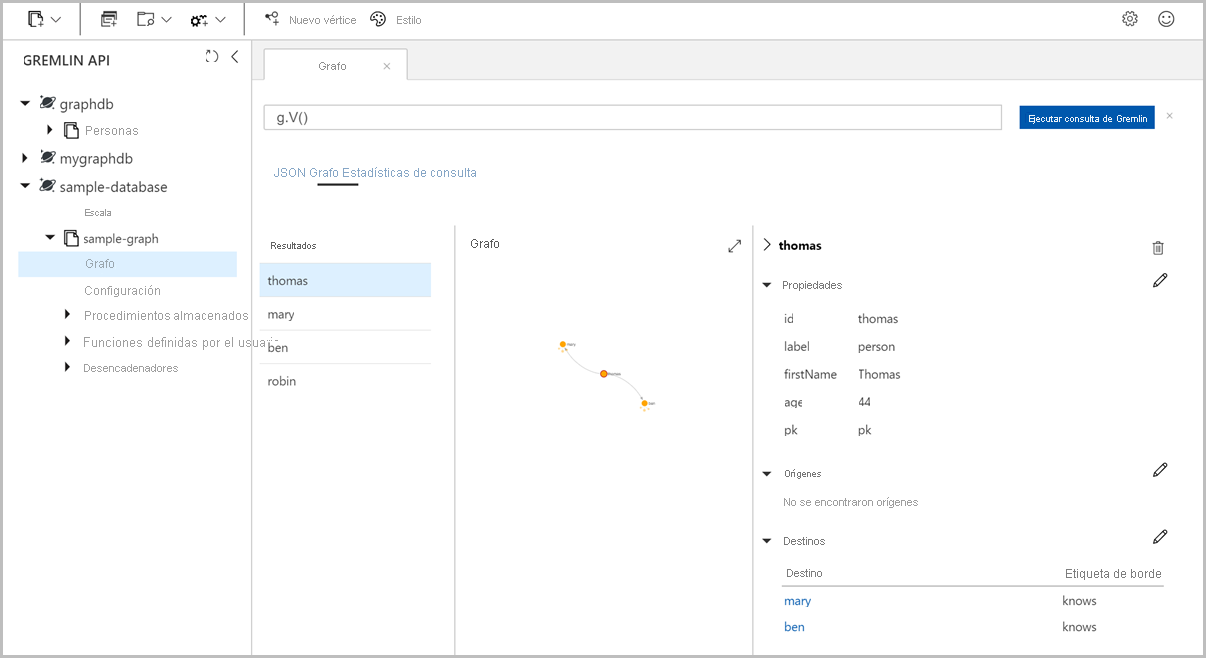 Nuevo vértice Estilo
GREMLIN API
graphdb
Personas
mygraphdb
sample-database
Escala
sample-graph
Grafo
Configuración
Procedimientos almacenados
Funciones definidas por el usuario
Desencadenadores
Grafo
g.V()
Ejecutar consulta de Gremlin
JSON Grafo Estadísticas de consulta
Resultados
thomas
mary
ben
robin
Grafo
mary
thomas
ben
thomas
Propiedades
id thomas
label person
firstName Thomas
age 44
pk pk
Orígenes
No se encontraron orígenes
Destinos
Destino Etiqueta de borde
mary knows
ben knows